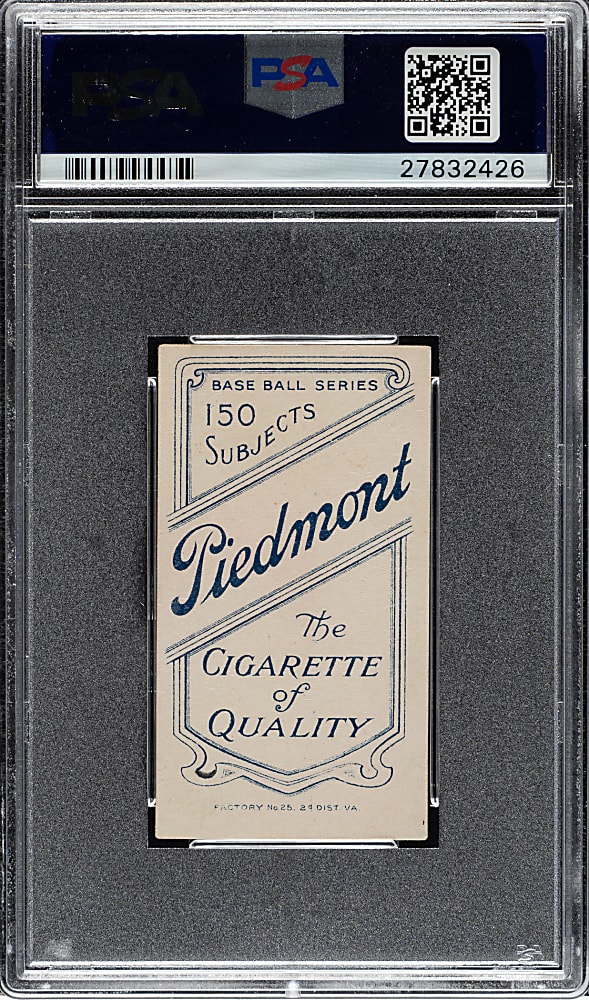 PSA
PSA
27832426
BASE BALL SERIES
150
SUBJECTS
Piedmont
The
CIGARETTE
of
QUALITY
FACTORY No 25, 2d DIST. VA.